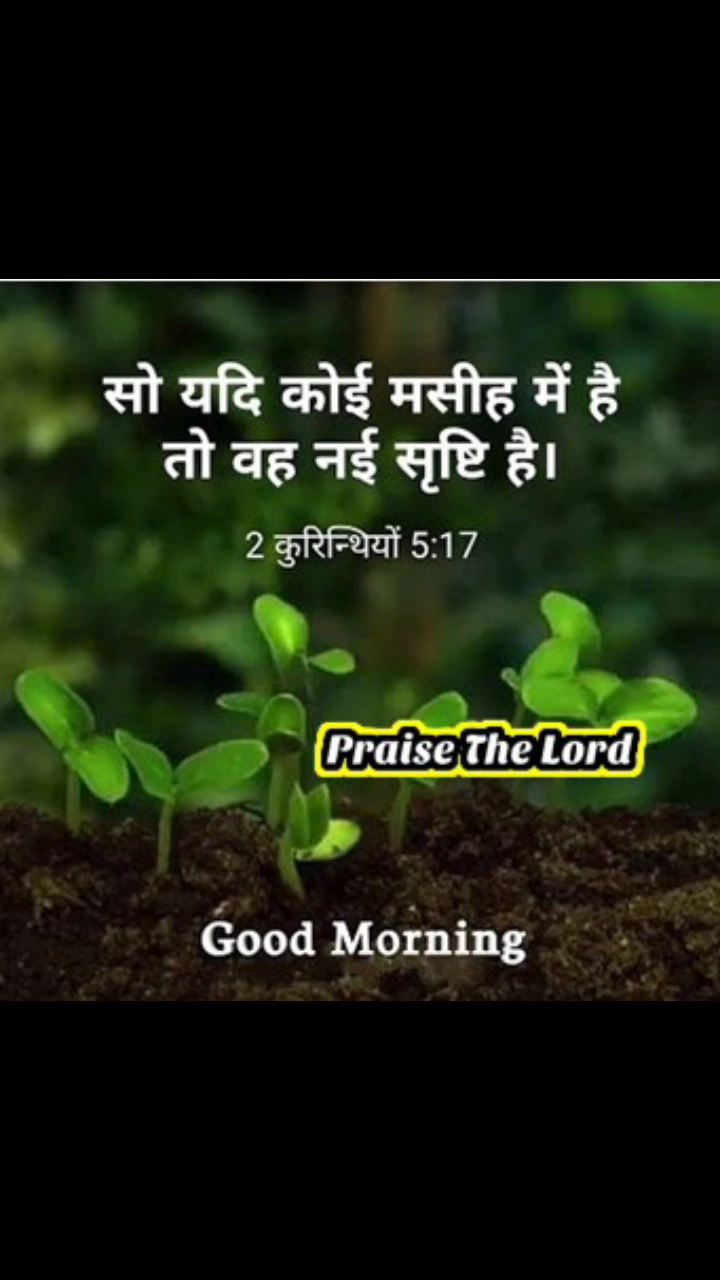 सो यदि कोई मसीह में है
तो वह नई सृष्टि है।
2 कुरिन्थियों 5:17
Praise The Lord
Good Morning